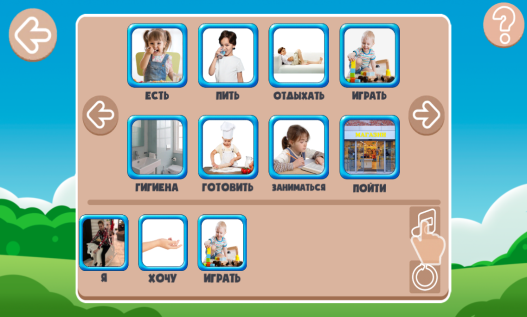 ЕСТЬ ПИТЬ ОТДЫХАТЬ ИГРАТЬ
ГИГИЕНА ГОТОВИТЬ ЗАНИМАТЬСЯ ПОЙТИ
Я ХОЧУ ИГРАТЬ